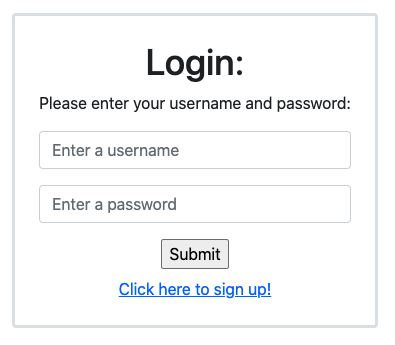 Login:
Please enter your username and password:
Enter a username
Enter a password
Submit
Click here to sign up!